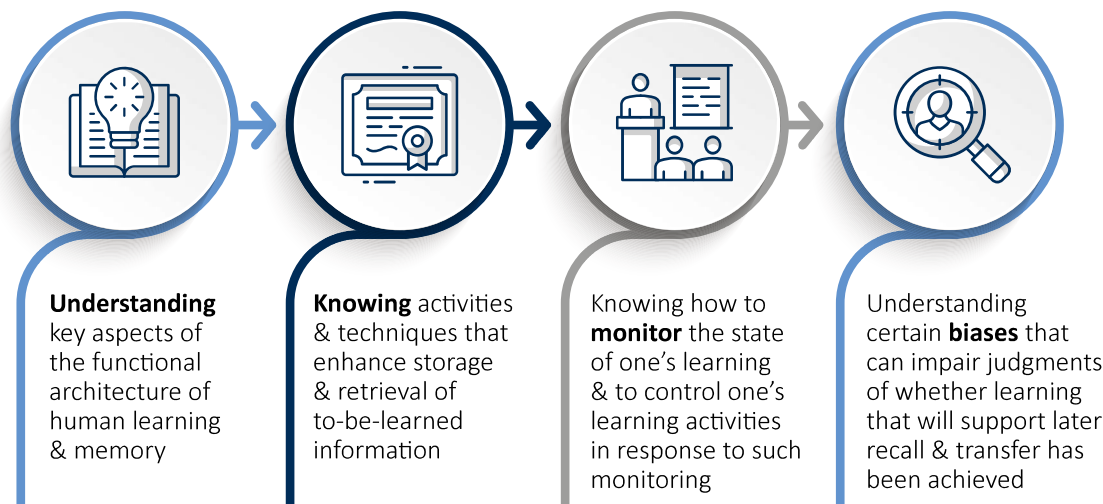 Understanding
key aspects of
the functional
architecture of
human learning
& memory
Knowing activities
& techniques that
enhance storage
& retrieval of
to-be-learned
information
Knowing how to
monitor the state
of one’s learning
& to control one’s
learning activities
in response to such
monitoring
Understanding
certain biases that
can impair judgments
of whether learning
that will support later
recall & transfer has
been achieved